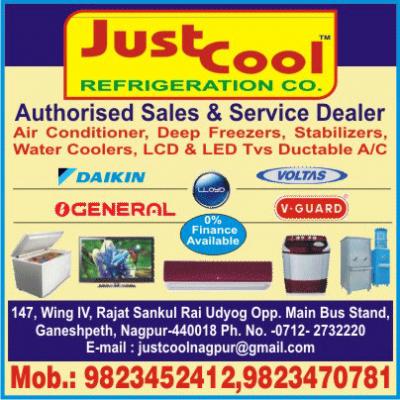 Just Cool™
REFRIGERATION CO.
Authorised Sales & Service Dealer
Air Conditioner, Deep Freezers, Stabilizers,
Water Coolers, LCD & LED Tvs Ductable A/C
DAIKIN
LLOYD
VOLTAS
GENERAL
V-GUARD
0%
Finance
Available
147, Wing IV, Rajat Sankul Rai Udyog Opp. Main Bus Stand,
Ganeshpeth, Nagpur-440018 Ph. No. -0712- 2732220
E-mail : justcoolnagpur@gmail.com
Mob.: 9823452412,9823470781